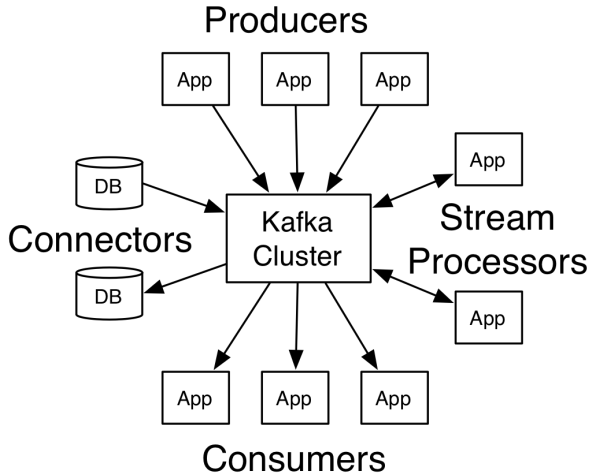 Producers
App
App
App
DB
App
Kafka
Cluster
Connectors
Stream
Processors
DB
App
App
App
App
Consumers